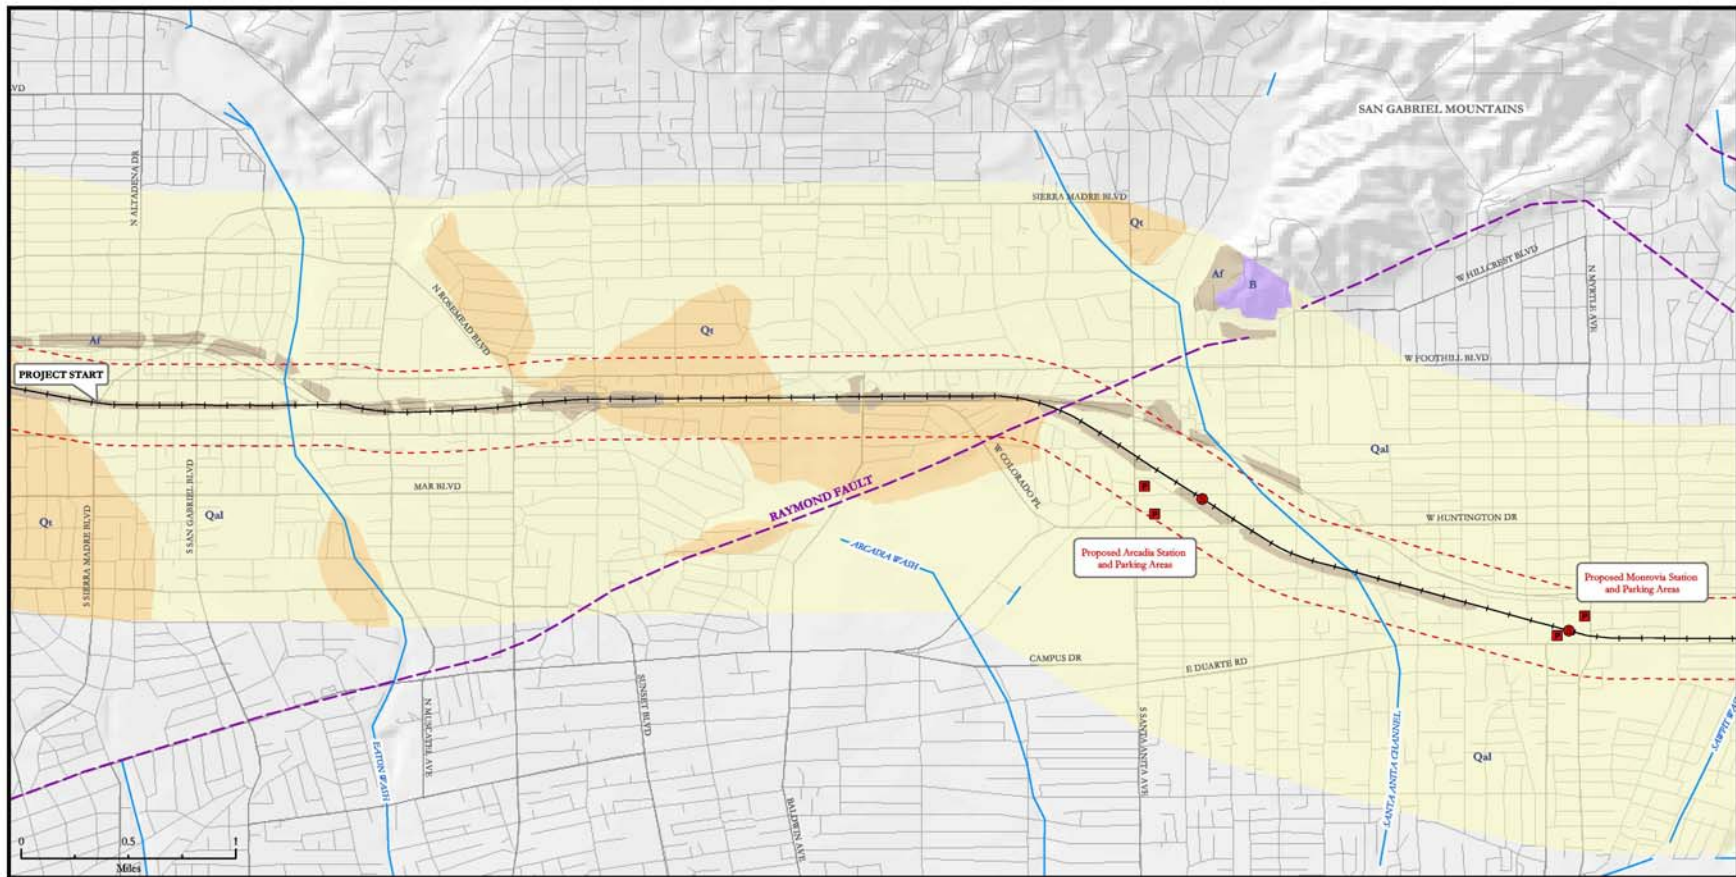 VD
SAN GABRIEL MOUNTAINS
N ALTADENA DR
SIERRA MADRE BLVD
Qt
W HILLCREST BLVD
Af
B
N ROSEMEAD BLVD
N MYRTLE AVE
Qt
Af
W FOOTHILL BLVD
PROJECT START
W COLORADO PL
Qal
MAR BLVD
RAYMOND FAULT
P
S
Qt
S SIERRA MADRE BLVD
S SAN GABRIEL BLVD
Qal
P
W HUNTINGTON DR
ARCADIA WASH
Proposed Arcadia Station
and Parking Areas
Proposed Monrovia Station
and Parking Areas
P
P
S
CAMPUS DR
E DUARTE RD
SUNSET BLVD
N MUSCATEL AVE
EATON WASH
S SANTA ANITA AVE
SANTA ANITA CHANNEL
Qal
BALDWIN AVE
0
0.5
1
Miles